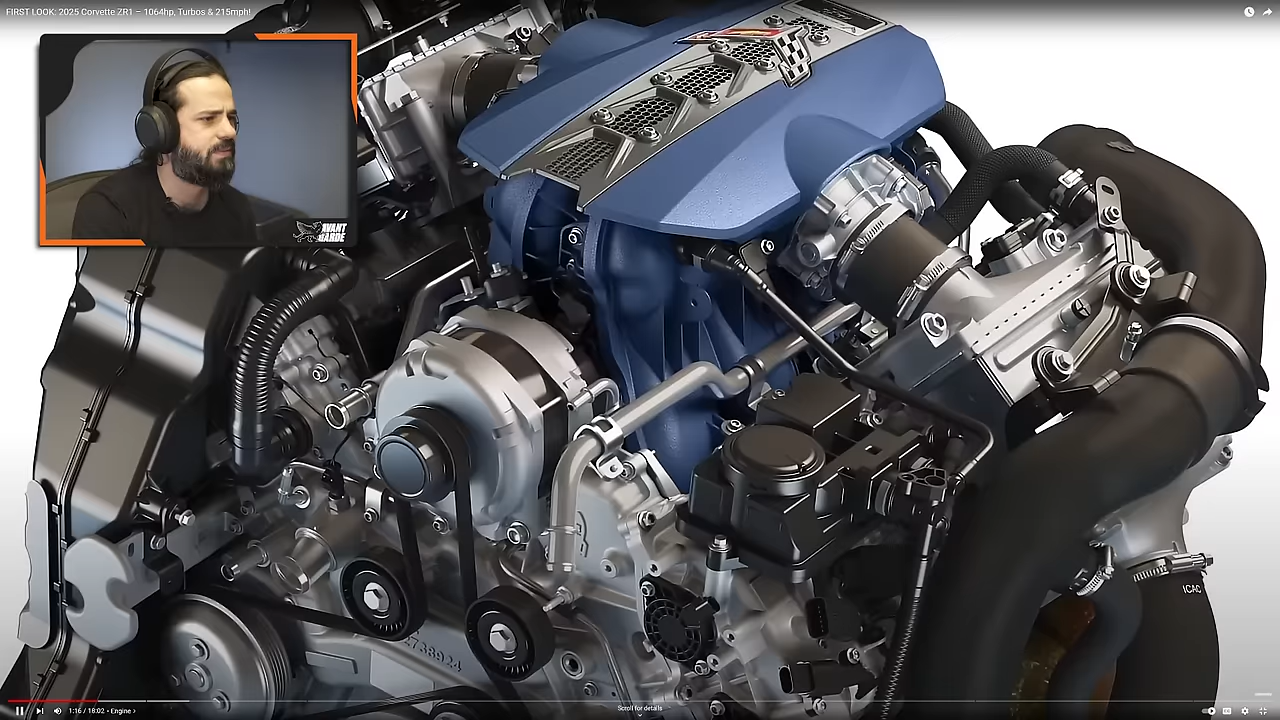 FIRST LOOK: 2025 Corvette ZR1 – 1064hp, Turbos & 215mph!
AVANT
GARDE
2738924
ICAC
1:16 / 18:02 • Engine >
Scroll for details